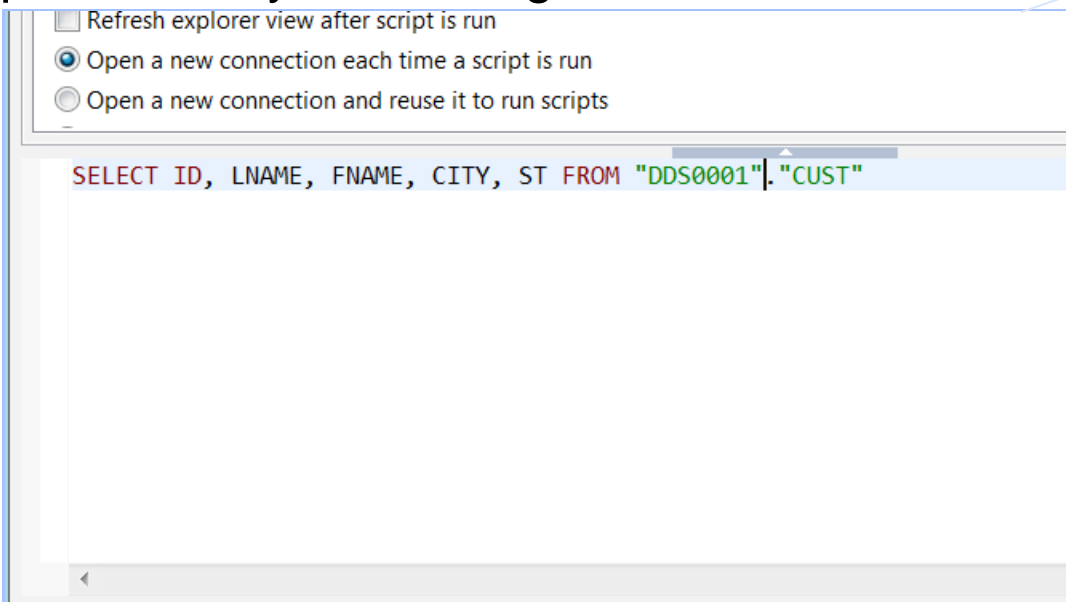 Refresh explorer view after script is run
Open a new connection each time a script is run
Open a new connection and reuse it to run scripts
SELECT ID, LNAME, FNAME, CITY, ST FROM "DDS0001"."CUST"